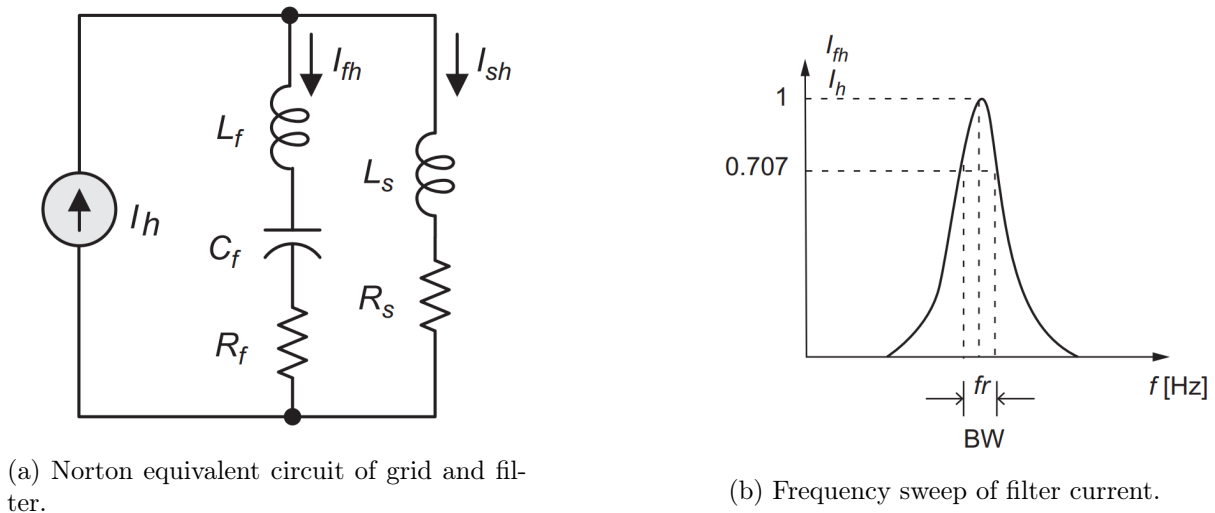 I_fh
I_sh
L_f
L_s
I_h
C_f
R_s
R_f
(a) Norton equivalent circuit of grid and fil-
ter.
I_fh
I_h
1
0.707
fr
f [Hz]
BW
(b) Frequency sweep of filter current.